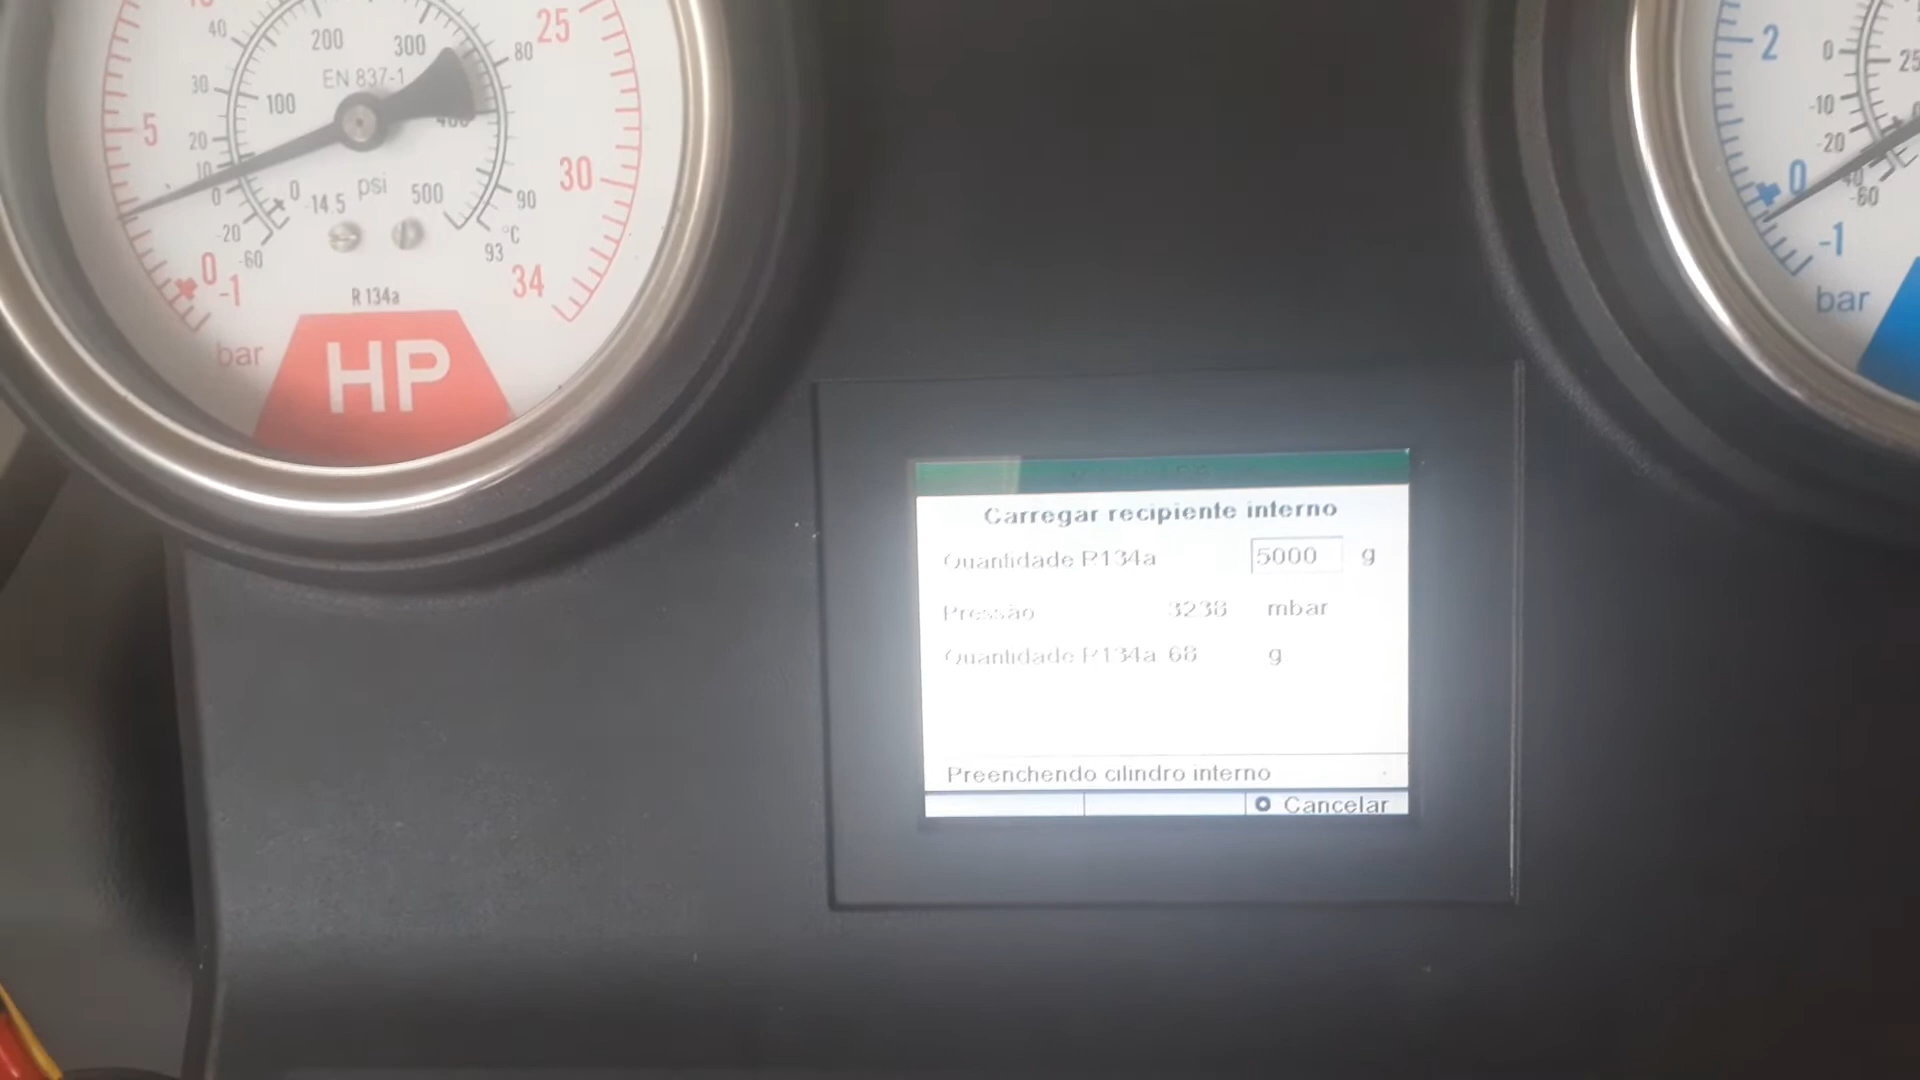 25
40
200
300
80
EN 837-1
30
100
5
400
20
30
10
0
0
-14.5
psi
500
90
-20
°C
-60
93
0
-1
34
R 134a
bar
HP
2
0
25
-10
-20
0
-60
-1
bar
Carregar recipiente interno
Quantidade R134a 5000 g
Pressão 3238 mbar
Quantidade R134a 68 g
Preenchendo cilindro interno
Cancelar